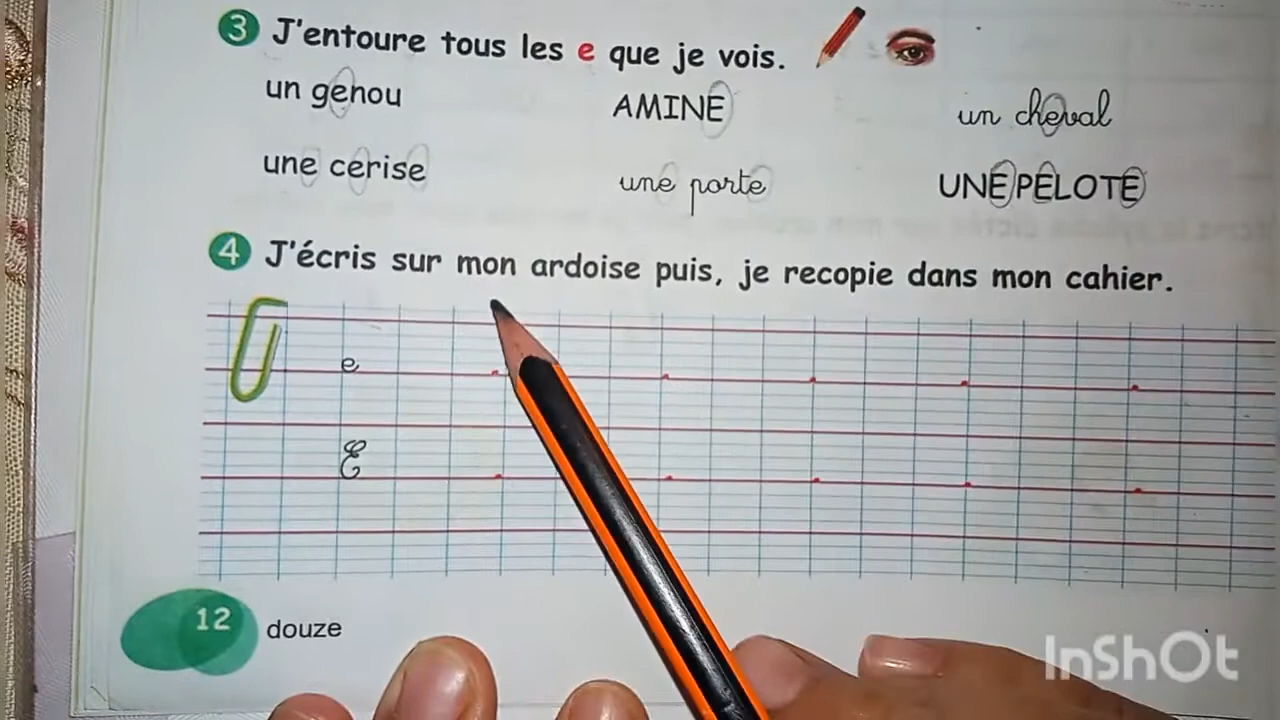 3 J'entoure tous les e que je vois.
un genou AMINE un cheval
une cerise une porte UNE PELOTE
4 J'écris sur mon ardoise puis, je recopie dans mon cahier.
e
E
12 douze
InShOt